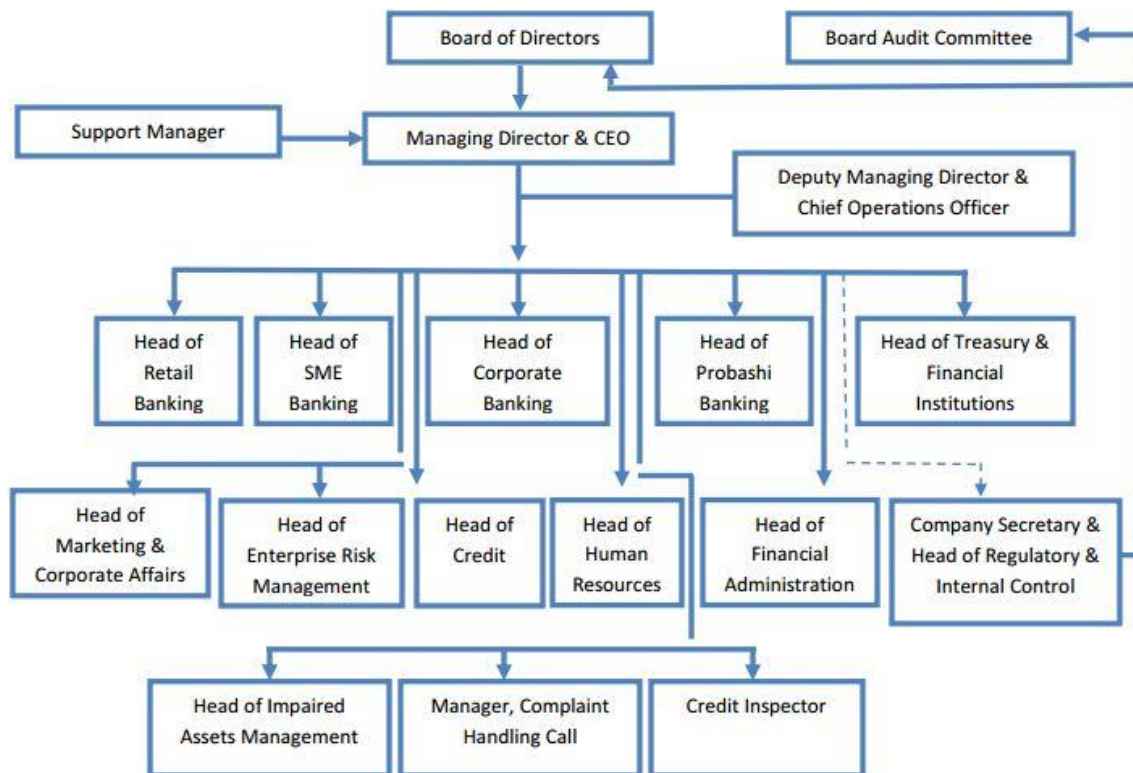 Board of Directors
Board Audit Committee
Support Manager
Managing Director & CEO
Deputy Managing Director &
Chief Operations Officer
Head of
Retail
Banking
Head of
SME
Banking
Head of
Corporate
Banking
Head of
Probashi
Banking
Head of Treasury &
Financial
Institutions
Head of
Marketing &
Corporate Affairs
Head of
Enterprise Risk
Management
Head of
Credit
Head of
Human
Resources
Head of
Financial
Administration
Company Secretary &
Head of Regulatory &
Internal Control
Head of Impaired
Assets Management
Manager, Complaint
Handling Call
Credit Inspector